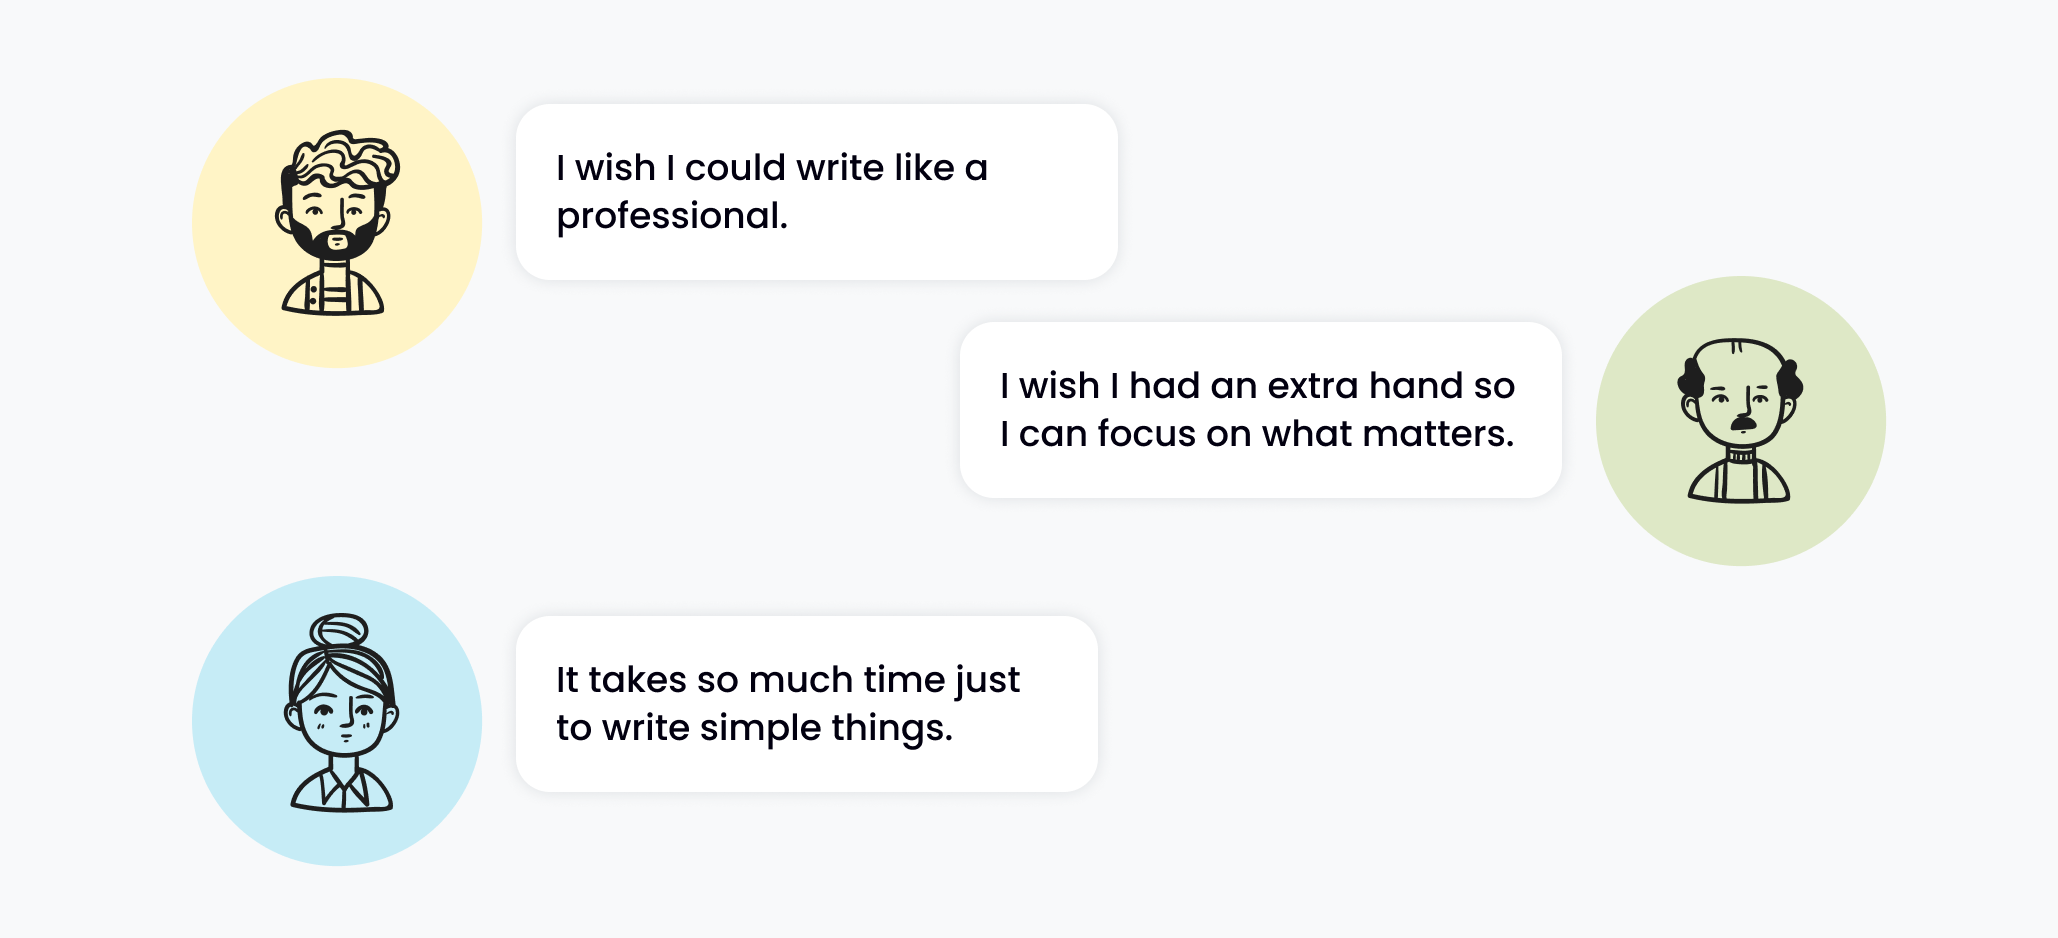 I wish I could write like a
professional.
I wish I had an extra hand so
I can focus on what matters.
It takes so much time just
to write simple things.